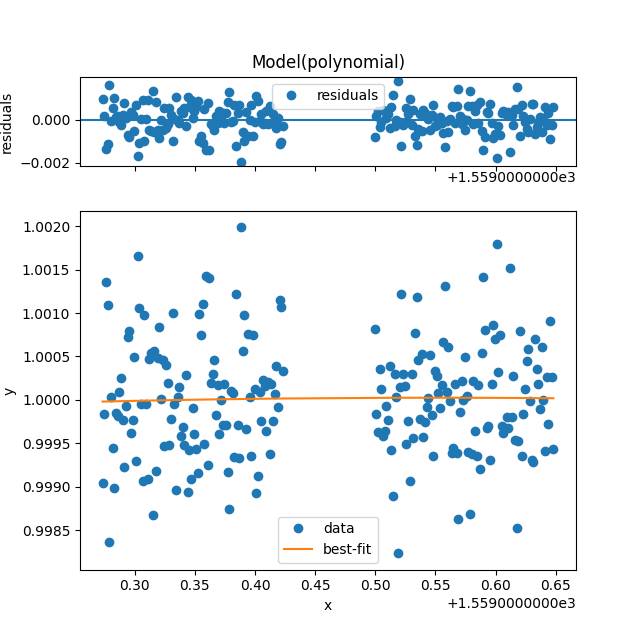 Model(polynomial)
residuals
0.000
−0.002
residuals
+1.5590000000e3
y
1.0020
1.0015
1.0010
1.0005
1.0000
0.9995
0.9990
0.9985
data
best-fit
0.30 0.35 0.40 0.45 0.50 0.55 0.60 0.65
x
+1.5590000000e3